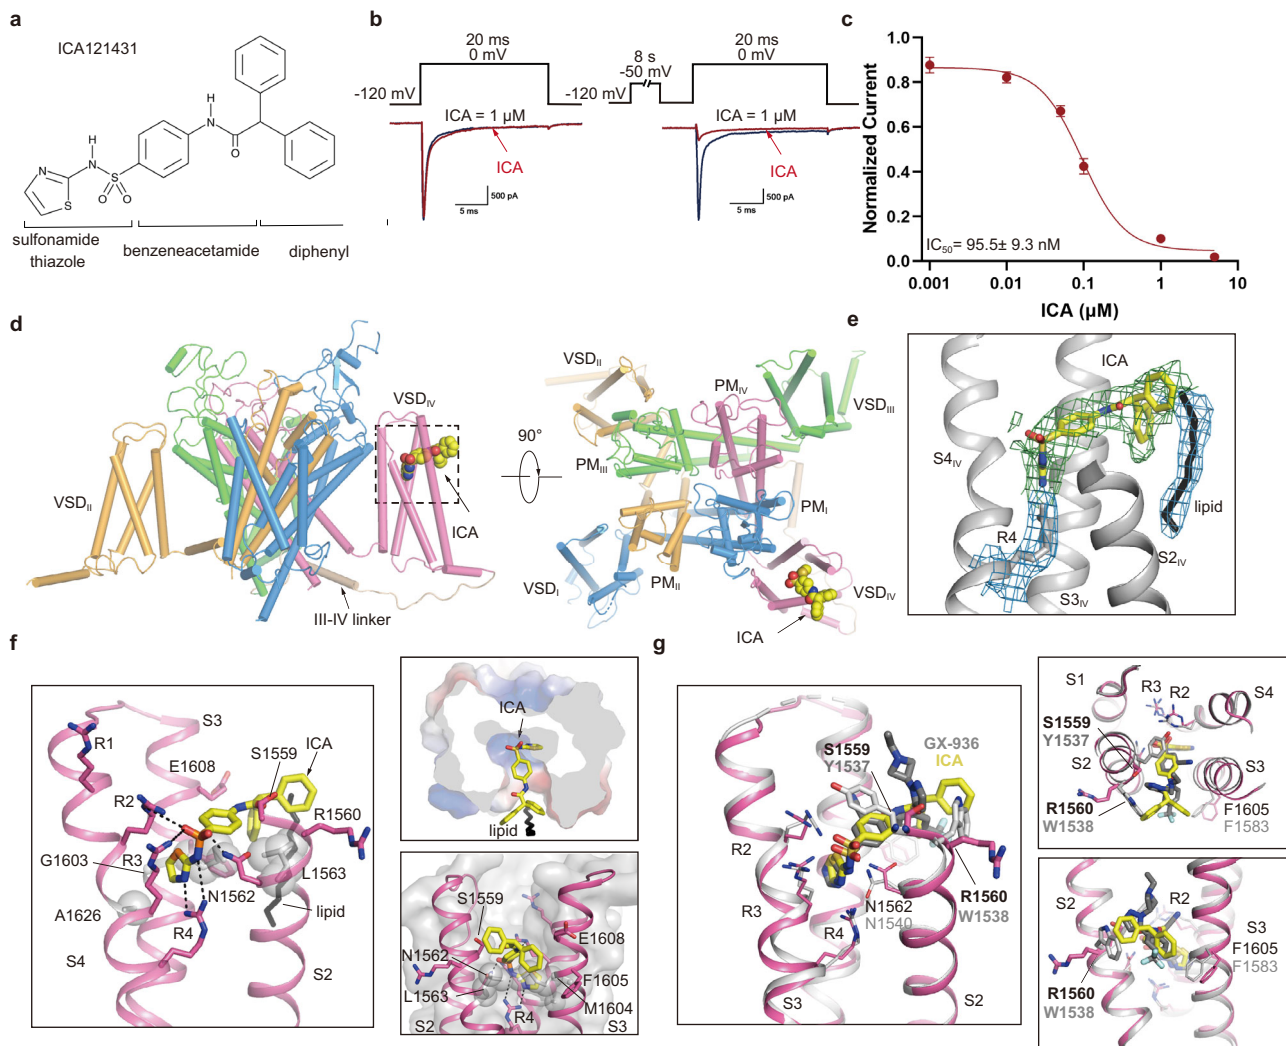 a
ICA121431
H
N
O
H
N
N
S
S
O
O
sulfonamide
thiazole
benzeneacetamide
diphenyl
b
20 ms
0 mV
-120 mV
ICA = 1 µM
ICA
500 pA
5 ms
8 s
-50 mV
-120 mV
20 ms
0 mV
ICA = 1 µM
ICA
500 pA
5 ms
c
Normalized Current
1.0
0.8
0.6
0.4
0.2
0.0
IC50= 95.5± 9.3 nM
0.001
0.01
0.1
1
10
ICA (µM)
d
VSDII
VSDIV
ICA
III-IV linker
90°
VSDII
PMIV
VSDIII
PMIII
PMI
VSDI
PMII
VSDIV
ICA
e
ICA
S4IV
R4
lipid
S2IV
S3IV
f
S3
R1
S1559
ICA
E1608
R2
R1560
G1603
R3
L1563
N1562
lipid
A1626
R4
S4
S2
ICA
lipid
S1559
E1608
N1562
F1605
L1563
M1604
R4
S2
S3
g
S1559
Y1537
GX-936
ICA
R2
R3
N1562
N1540
R1560
W1538
R4
S3
S2
S1
R3
R2
S4
S1559
Y1537
S2
S3
R1560
W1538
F1605
F1583
S2
R2
S3
F1605
F1583
R1560
W1538